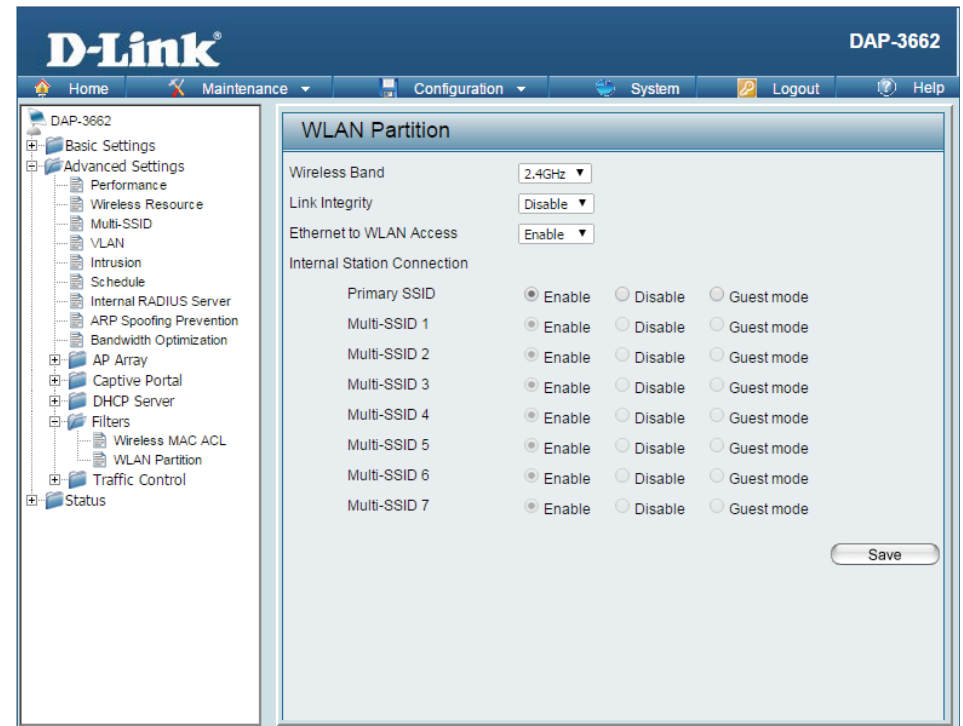 D-Link®
DAP-3662
Home Maintenance Configuration System Logout Help
DAP-3662
Basic Settings
Advanced Settings
Performance
Wireless Resource
Multi-SSID
VLAN
Intrusion
Schedule
Internal RADIUS Server
ARP Spoofing Prevention
Bandwidth Optimization
AP Array
Captive Portal
DHCP Server
Filters
Wireless MAC ACL
WLAN Partition
Traffic Control
Status
WLAN Partition
Wireless Band 2.4GHz
Link Integrity Disable
Ethernet to WLAN Access Enable
Internal Station Connection
Primary SSID Enable Disable Guest mode
Multi-SSID 1 Enable Disable Guest mode
Multi-SSID 2 Enable Disable Guest mode
Multi-SSID 3 Enable Disable Guest mode
Multi-SSID 4 Enable Disable Guest mode
Multi-SSID 5 Enable Disable Guest mode
Multi-SSID 6 Enable Disable Guest mode
Multi-SSID 7 Enable Disable Guest mode
Save